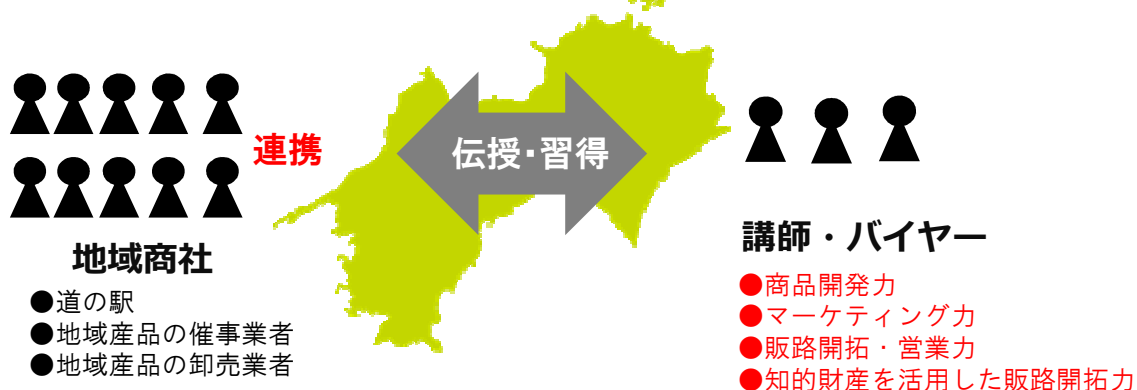 連携
伝授・習得
地域商社
●道の駅
●地域産品の催事業者
●地域産品の卸売業者
講師・バイヤー
●商品開発力
●マーケティング力
●販路開拓・営業力
●知的財産を活用した販路開拓力